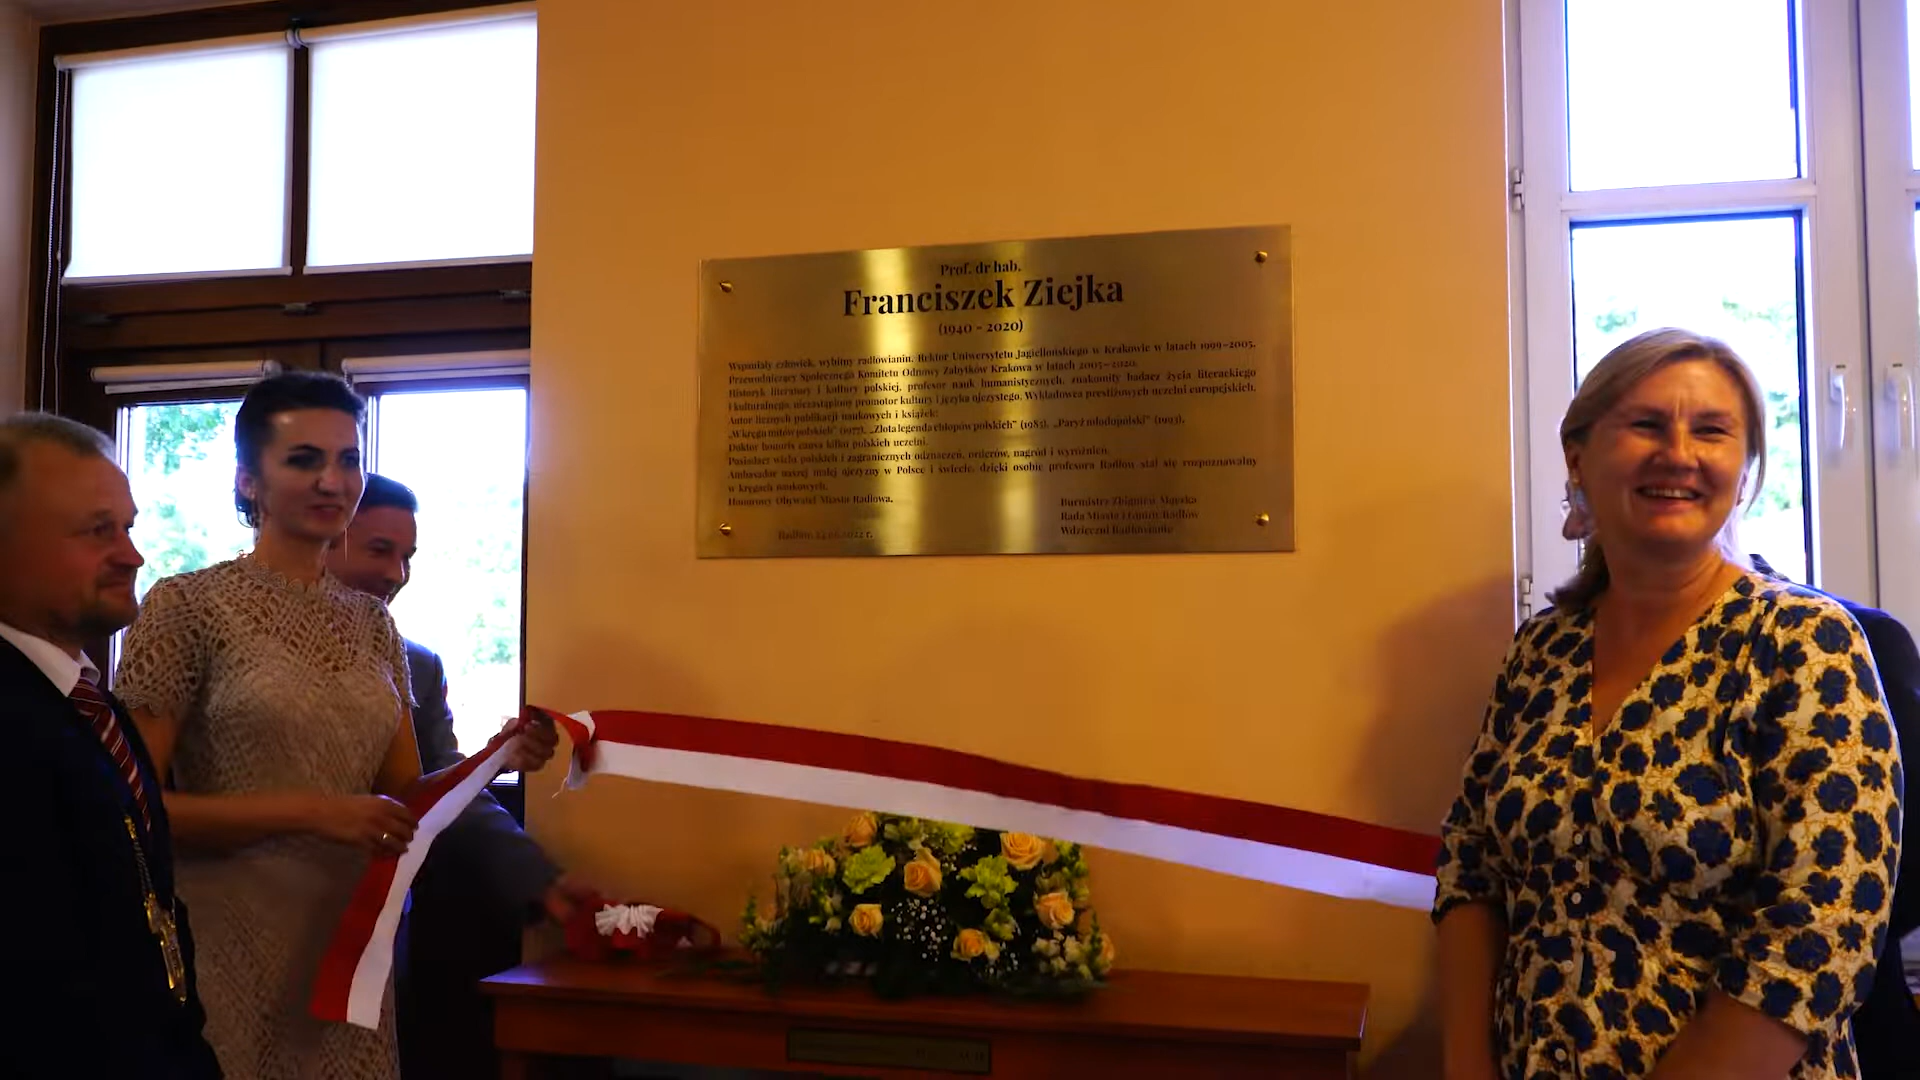 Prof. dr hab.
Franciszek Ziejka
(1940 - 2020)
Wspaniały człowiek, wybitny radłowianin. Rektor Uniwersytetu Jagiellońskiego w Krakowie w latach 1999-2005.
Przewodniczący Społecznego Komitetu Odnowy Zabytków Krakowa w latach 2005-2020.
Historyk literatury i kultury polskiej, profesor nauk humanistycznych, znakomity badacz życia literackiego
i kulturalnego, niezastąpiony promotor kultury i języka ojczystego. Wykładowca prestiżowych uczelni europejskich.
Autor licznych publikacji naukowych i książek:
„W kręgu mitów polskich” (1977), „Złota legenda chłopów polskich” (1985), „Paryż młodopolski” (1993).
Doktor honoris causa kilku polskich uczelni.
Posiadacz wielu polskich i zagranicznych odznaczeń, orderów, nagród i wyróżnień.
Ambasador naszej małej ojczyzny w Polsce i świecie, dzięki osobie profesora Radłów stał się rozpoznawalny
w kręgach naukowych.
Honorowy Obywatel Miasta Radłowa.
Burmistrz Zbigniew Mączka
Rada Miasta i Gminy Radłów
Wdzięczni Radłowianie
Radłów, 2022 r.